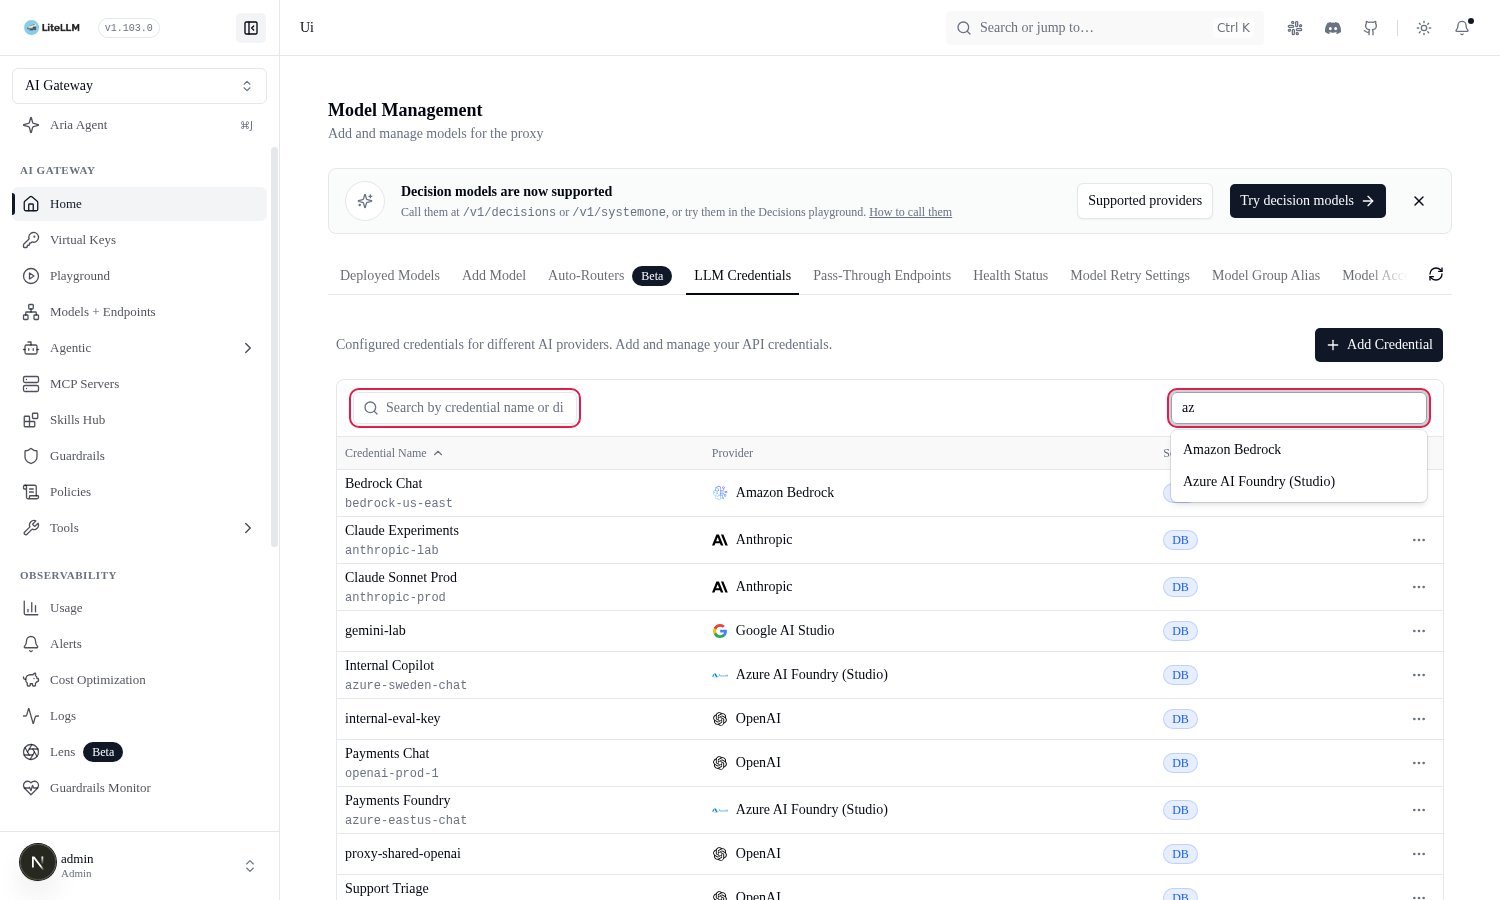 LiteLLM v1.103.0
Ui
Search or jump to… Ctrl K
AI Gateway
Aria Agent ⌘J
AI GATEWAY
Home
Virtual Keys
Playground
Models + Endpoints
Agentic
MCP Servers
Skills Hub
Guardrails
Policies
Tools
OBSERVABILITY
Usage
Alerts
Cost Optimization
Logs
Lens Beta
Guardrails Monitor
N
admin
Admin
Model Management
Add and manage models for the proxy
Decision models are now supported
Call them at /v1/decisions or /v1/systemone, or try them in the Decisions playground. How to call them
Supported providers
Try decision models
Deployed Models Add Model Auto-Routers Beta LLM Credentials Pass-Through Endpoints Health Status Model Retry Settings Model Group Alias Model
Configured credentials for different AI providers. Add and manage your API credentials.
Add Credential
Search by credential name or di
az
Amazon Bedrock
Azure AI Foundry (Studio)
Credential Name Provider
Bedrock Chat
bedrock-us-east
Amazon Bedrock
Claude Experiments
anthropic-lab
Anthropic DB
Claude Sonnet Prod
anthropic-prod
Anthropic DB
gemini-lab Google AI Studio DB
Internal Copilot
azure-sweden-chat
Azure AI Foundry (Studio) DB
internal-eval-key OpenAI DB
Payments Chat
openai-prod-1
OpenAI DB
Payments Foundry
azure-eastus-chat
Azure AI Foundry (Studio) DB
proxy-shared-openai OpenAI DB
Support Triage
OpenAI DB